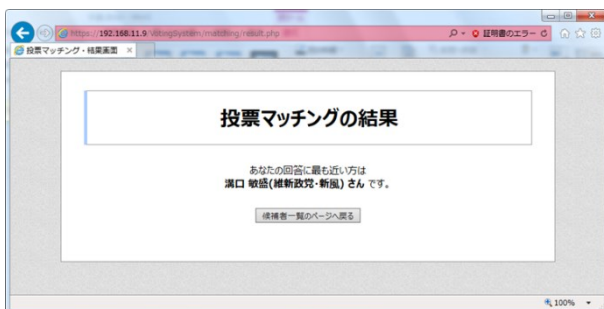 https://192.168.11.9/VotingSystem/matching/result.php
証明書のエラー
投票マッチング・結果画面
投票マッチングの結果
あなたの回答に最も近い方は
溝口 敏盛(維新政党・新風) さん です。
候補者一覧のページへ戻る
100%